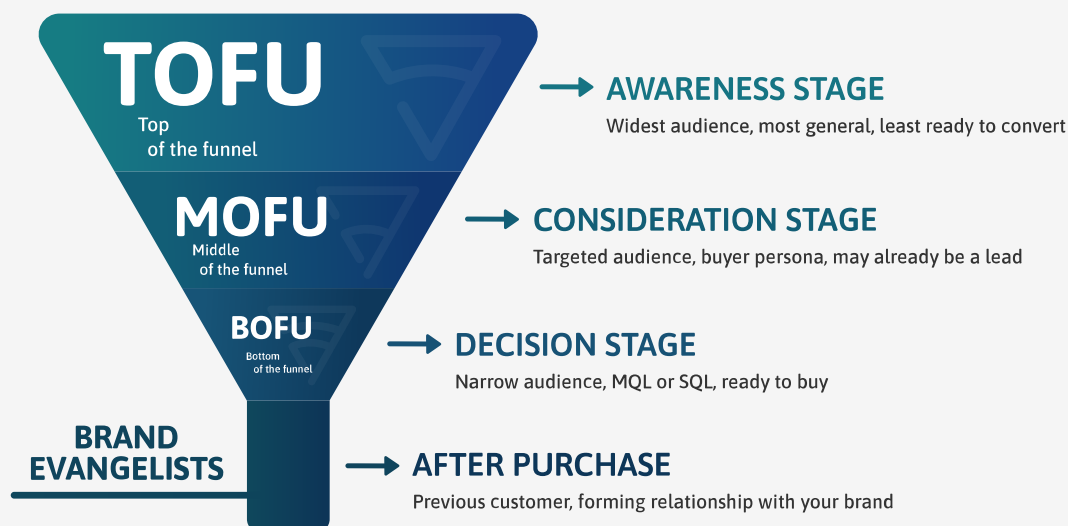 TOFU
Top
of the funnel
AWARENESS STAGE
Widest audience, most general, least ready to convert
MOFU
Middle
of the funnel
CONSIDERATION STAGE
Targeted audience, buyer persona, may already be a lead
BOFU
Bottom
of the funnel
DECISION STAGE
Narrow audience, MQL or SQL, ready to buy
BRAND
EVANGELISTS
AFTER PURCHASE
Previous customer, forming relationship with your brand